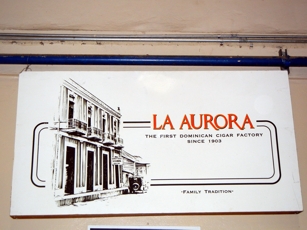 LA AURORA
THE FIRST DOMINICAN CIGAR FACTORY
SINCE 1903
"FAMILY TRADITION"